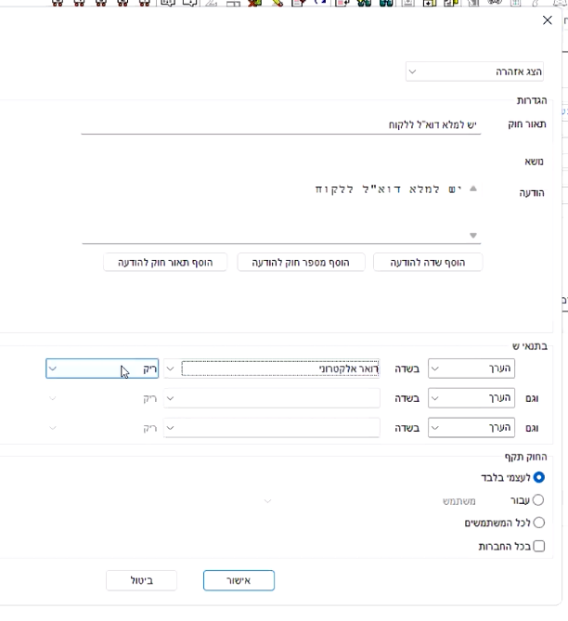 הצג אזהרה
הגדרות
תאור חוק יש למלא דוא"ל ללקוח
נושא
הודעה יש למלא דוא"ל ללקוח
הוסף שדה להודעה הוסף מספר חוק להודעה הוסף תאור חוק להודעה
בתנאי ש
הערך בשדה דואר אלקטרוני ריק
וגם הערך בשדה ריק
וגם הערך בשדה ריק
החוק תקף
לעצמי בלבד
עבור משתמש
לכל המשתמשים
בכל החברות
אישור ביטול